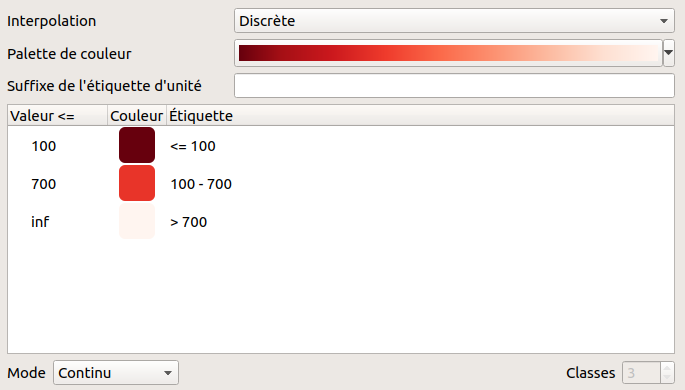 Interpolation Discrète
Palette de couleur
Suffixe de l'étiquette d'unité
Valeur <= Couleur Étiquette
100 <= 100
700 100 - 700
inf > 700
Mode Continu Classes 3